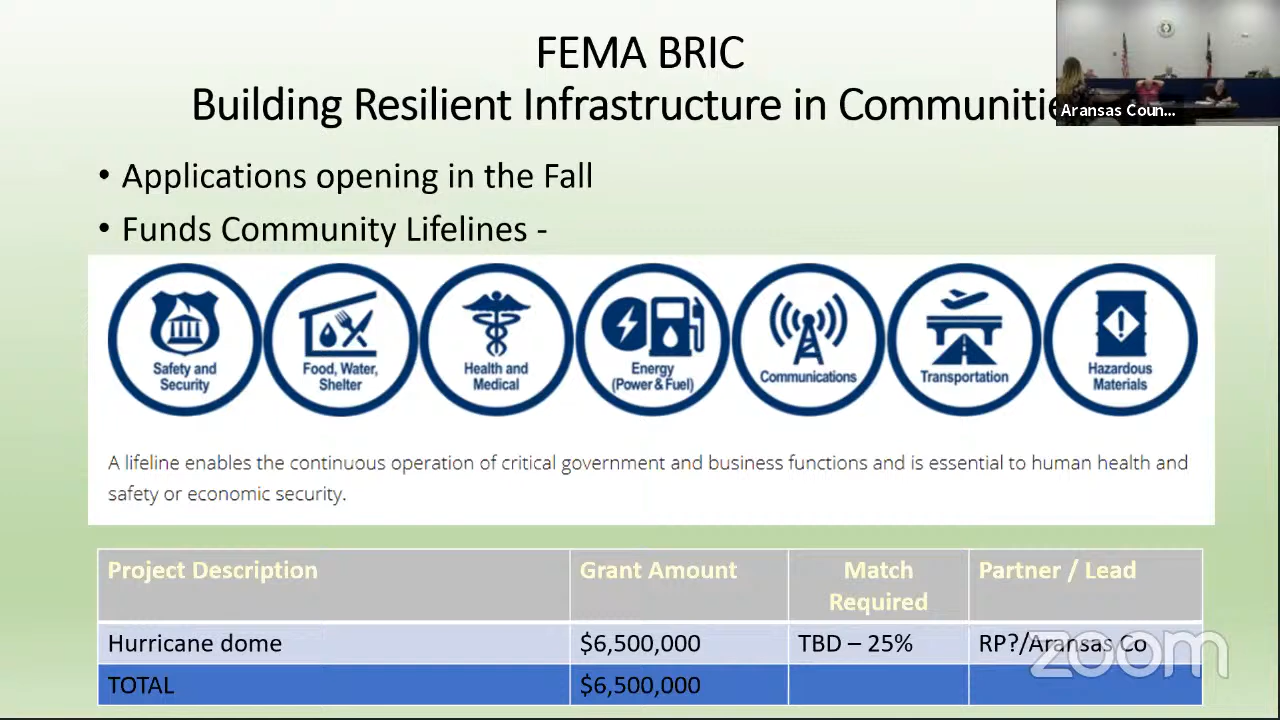 FEMA BRIC
Building Resilient Infrastructure in Communitie
Aransas Coun...
• Applications opening in the Fall
• Funds Community Lifelines -
Safety and
Security
Food, Water,
Shelter
Health and
Medical
Energy
(Power & Fuel)
Communications
Transportation
Hazardous
Materials
A lifeline enables the continuous operation of critical government and business functions and is essential to human health and
safety or economic security.
Project Description Grant Amount Match Required Partner / Lead
Hurricane dome $6,500,000 TBD – 25% RP?/Aransas Co
TOTAL $6,500,000
zoom